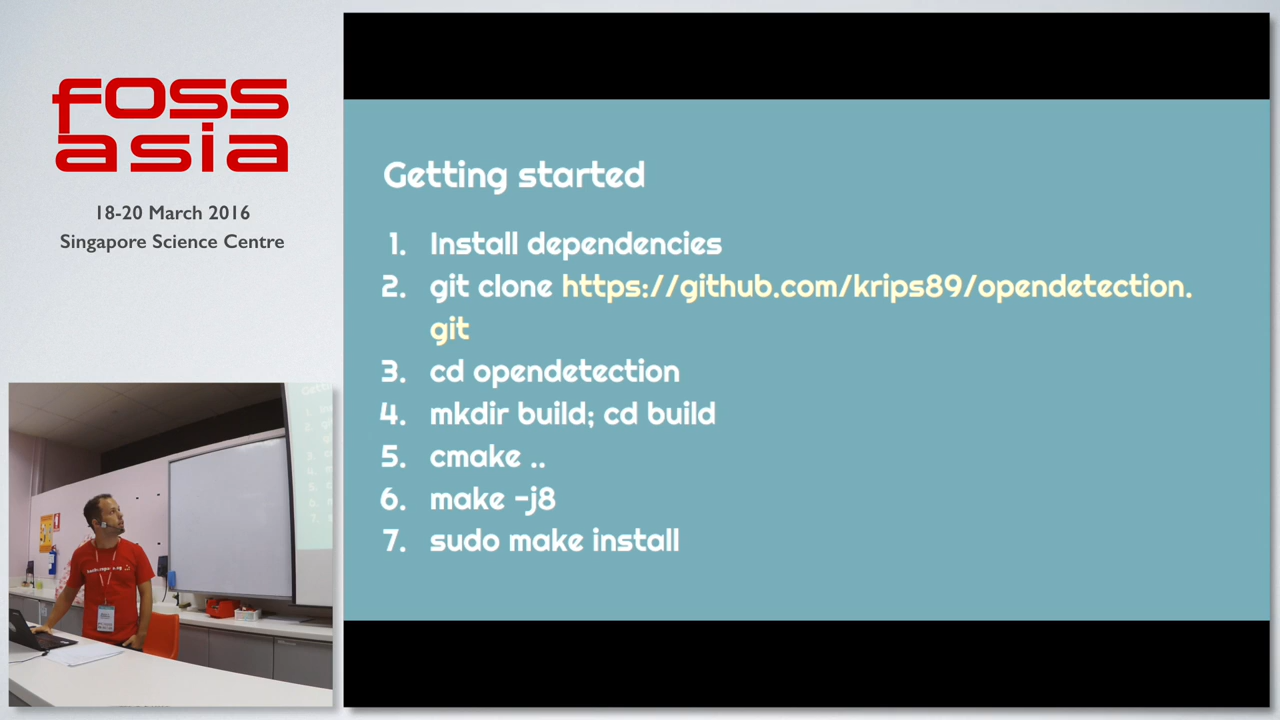 foss
asia
18-20 March 2016
Singapore Science Centre
Getting started
1. Install dependencies
2. git clone https://github.com/krips89/opendetection.
git
3. cd opendetection
4. mkdir build; cd build
5. cmake ..
6. make -j8
7. sudo make install